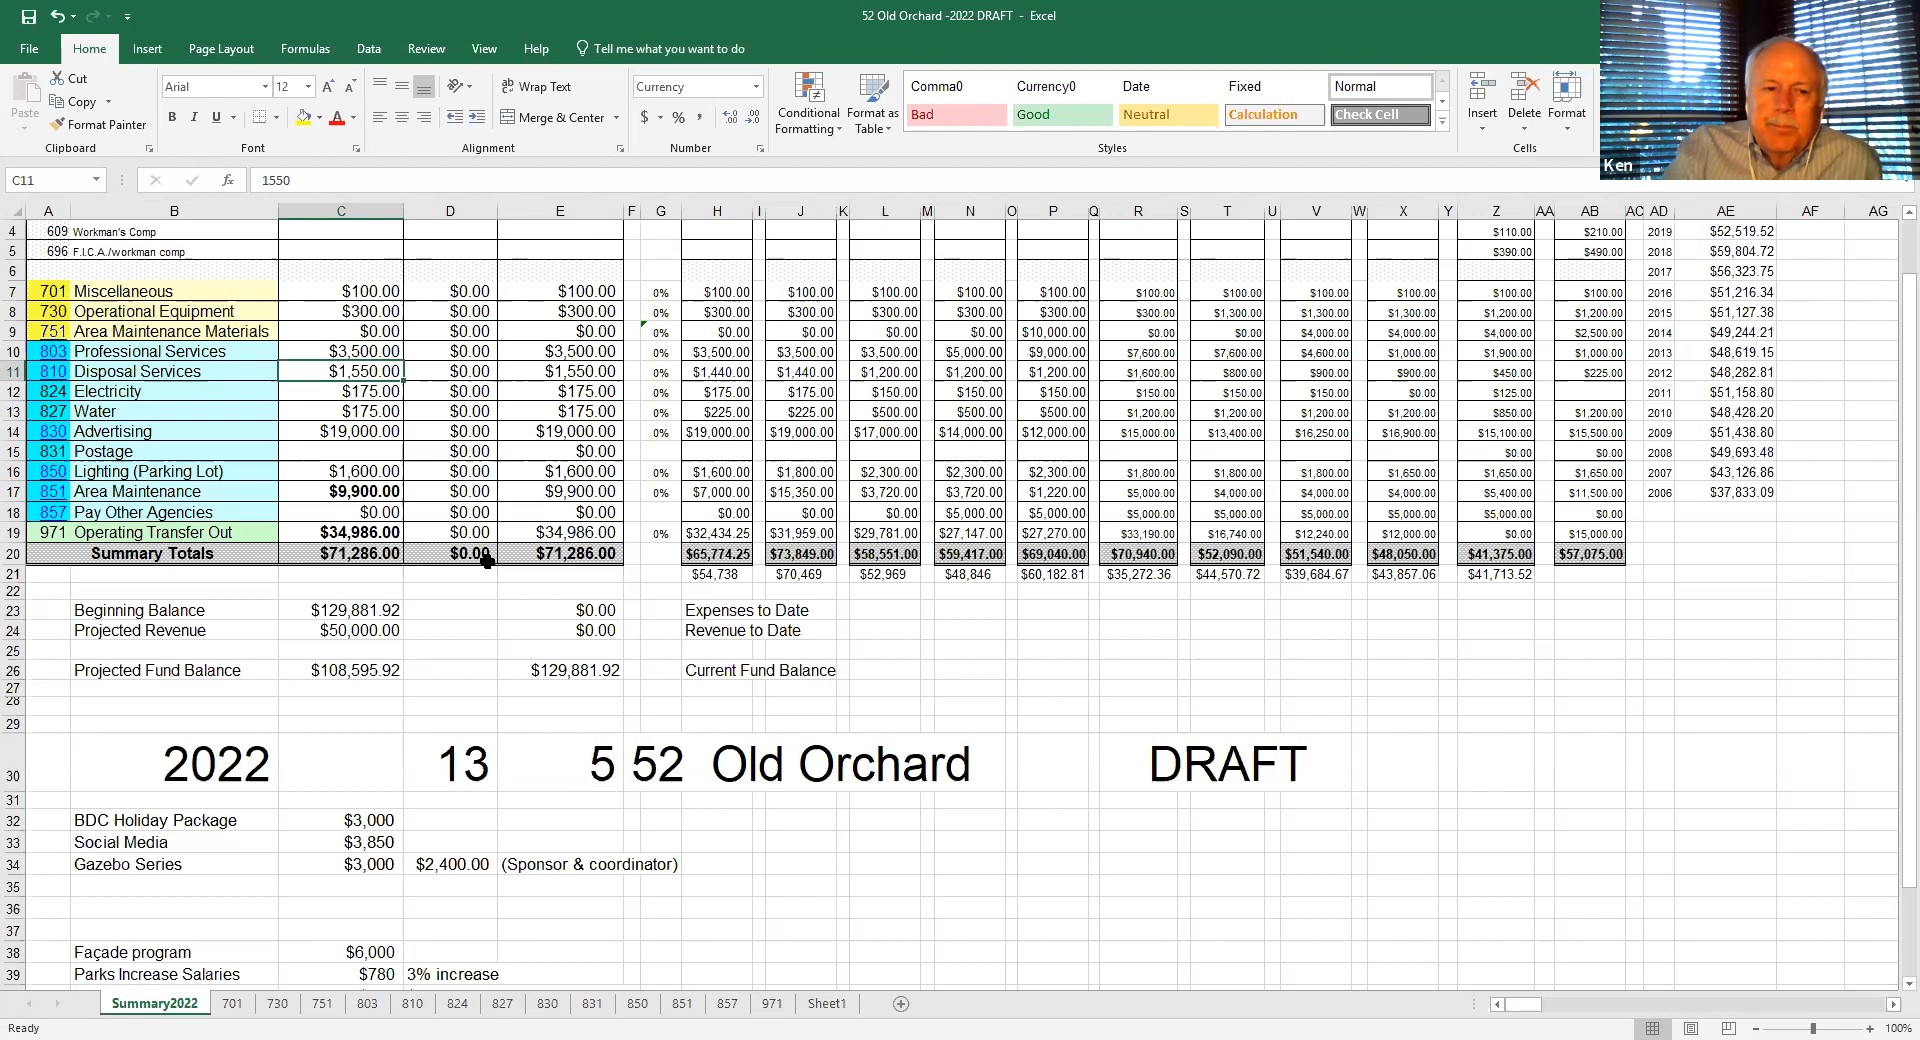 52 Old Orchard -2022 DRAFT - Excel
File Home Insert Page Layout Formulas Data Review View Help Tell me what you want to do
Paste Cut Copy Format Painter Clipboard
Arial 12 B I U Font
Wrap Text Merge & Center Alignment
Currency $ % Number
Conditional Formatting Format as Table
Comma0 Currency0 Date Fixed Normal
Bad Good Neutral Calculation Check Cell
Styles
Insert Delete Format
Cells
Ken
C11 fx 1550
A B C D E F G H I J K L M N O P Q R S T U V W X Y Z AA AB AC AD AE AF AG
4 609 Workman's Comp $110.00 $210.00 2019 $52,519.52
5 696 F.I.C.A./workman comp $390.00 $490.00 2018 $59,804.72
6 2017 $56,323.75
7 701 Miscellaneous $100.00 $0.00 $100.00 0% $100.00 $100.00 $100.00 $100.00 $100.00 $100.00 $100.00 $100.00 $100.00 $100.00 $100.00 2016 $51,216.34
8 730 Operational Equipment $300.00 $0.00 $300.00 0% $300.00 $300.00 $300.00 $300.00 $300.00 $300.00 $1,300.00 $1,300.00 $1,300.00 $1,200.00 $1,200.00 2015 $51,127.38
9 751 Area Maintenance Materials $0.00 $0.00 $0.00 0% $0.00 $0.00 $0.00 $0.00 $10,000.00 $0.00 $0.00 $4,000.00 $4,000.00 $4,000.00 $2,500.00 2014 $49,244.21
10 803 Professional Services $3,500.00 $0.00 $3,500.00 0% $3,500.00 $3,500.00 $3,500.00 $5,000.00 $9,000.00 $7,600.00 $7,600.00 $4,600.00 $1,000.00 $1,900.00 $1,000.00 2013 $48,619.15
11 810 Disposal Services $1,550.00 $0.00 $1,550.00 0% $1,440.00 $1,440.00 $1,200.00 $1,200.00 $1,200.00 $1,600.00 $800.00 $900.00 $900.00 $450.00 $225.00 2012 $48,282.81
12 824 Electricity $175.00 $0.00 $175.00 0% $175.00 $175.00 $150.00 $150.00 $150.00 $150.00 $150.00 $150.00 $0.00 $125.00 2011 $51,158.80
13 827 Water $175.00 $0.00 $175.00 0% $225.00 $225.00 $500.00 $500.00 $500.00 $1,200.00 $1,200.00 $1,200.00 $1,200.00 $850.00 $1,200.00 2010 $48,428.20
14 830 Advertising $19,000.00 $0.00 $19,000.00 0% $19,000.00 $19,000.00 $17,000.00 $14,000.00 $12,000.00 $15,000.00 $13,400.00 $16,250.00 $16,900.00 $15,100.00 $15,500.00 2009 $51,438.80
15 831 Postage $0.00 $0.00 $0.00 $0.00 2008 $49,693.48
16 850 Lighting (Parking Lot) $1,600.00 $0.00 $1,600.00 0% $1,600.00 $1,800.00 $2,300.00 $2,300.00 $2,300.00 $1,800.00 $1,800.00 $1,800.00 $1,650.00 $1,650.00 $1,650.00 2007 $43,126.86
17 851 Area Maintenance $9,900.00 $0.00 $9,900.00 0% $7,000.00 $15,350.00 $3,720.00 $3,720.00 $1,220.00 $5,000.00 $4,000.00 $4,000.00 $4,000.00 $5,400.00 $11,500.00 2006 $37,833.09
18 857 Pay Other Agencies $0.00 $0.00 $0.00 $0.00 $0.00 $0.00 $5,000.00 $5,000.00 $5,000.00 $5,000.00 $5,000.00 $5,000.00 $5,000.00 $0.00
19 971 Operating Transfer Out $34,986.00 $0.00 $34,986.00 0% $32,434.25 $31,959.00 $29,781.00 $27,147.00 $27,270.00 $33,190.00 $16,740.00 $12,240.00 $12,000.00 $0.00 $15,000.00
20 Summary Totals $71,286.00 $0.00 $71,286.00 $65,774.25 $73,849.00 $58,551.00 $59,417.00 $69,040.00 $70,940.00 $52,090.00 $51,540.00 $48,050.00 $41,375.00 $57,075.00
21 $54,738 $70,469 $52,969 $48,846 $60,182.81 $35,272.36 $44,570.72 $39,684.67 $43,857.06 $41,713.52
22
23 Beginning Balance $129,881.92 $0.00 Expenses to Date
24 Projected Revenue $50,000.00 $0.00 Revenue to Date
25
26 Projected Fund Balance $108,595.92 $129,881.92 Current Fund Balance
27
28
29
30 2022 13 5 52 Old Orchard DRAFT
31
32 BDC Holiday Package $3,000
33 Social Media $3,850
34 Gazebo Series $3,000 $2,400.00 (Sponsor & coordinator)
35
36
37
38 Façade program $6,000
39 Parks Increase Salaries $780 3% increase
Summary2022 701 730 751 803 810 824 827 830 831 850 851 857 971 Sheet1
Ready 100%